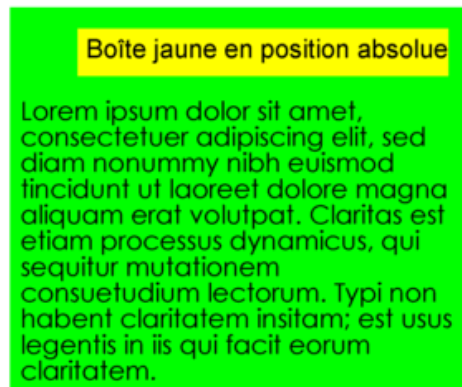 Boîte jaune en position absolue
Lorem ipsum dolor sit amet,
consectetuer adipiscing elit, sed
diam nonummy nibh euismod
tincidunt ut laoreet dolore magna
aliquam erat volutpat. Claritas est
etiam processus dynamicus, qui
sequitur mutationem
consuetudium lectorum. Typi non
habent claritatem insitam; est usus
legentis in iis qui facit eorum
claritatem.